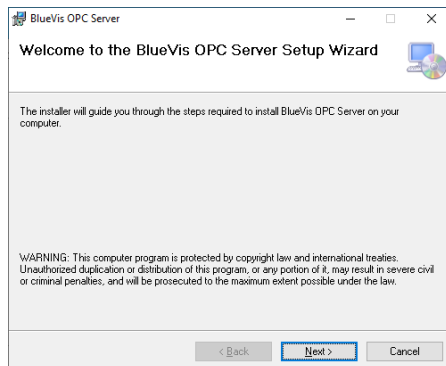 BlueVis OPC Server
Welcome to the BlueVis OPC Server Setup Wizard
The installer will guide you through the steps required to install BlueVis OPC Server on your
computer.
WARNING: This computer program is protected by copyright law and international treaties.
Unauthorized duplication or distribution of this program, or any portion of it, may result in severe civil
or criminal penalties, and will be prosecuted to the maximum extent possible under the law.
< Back Next > Cancel